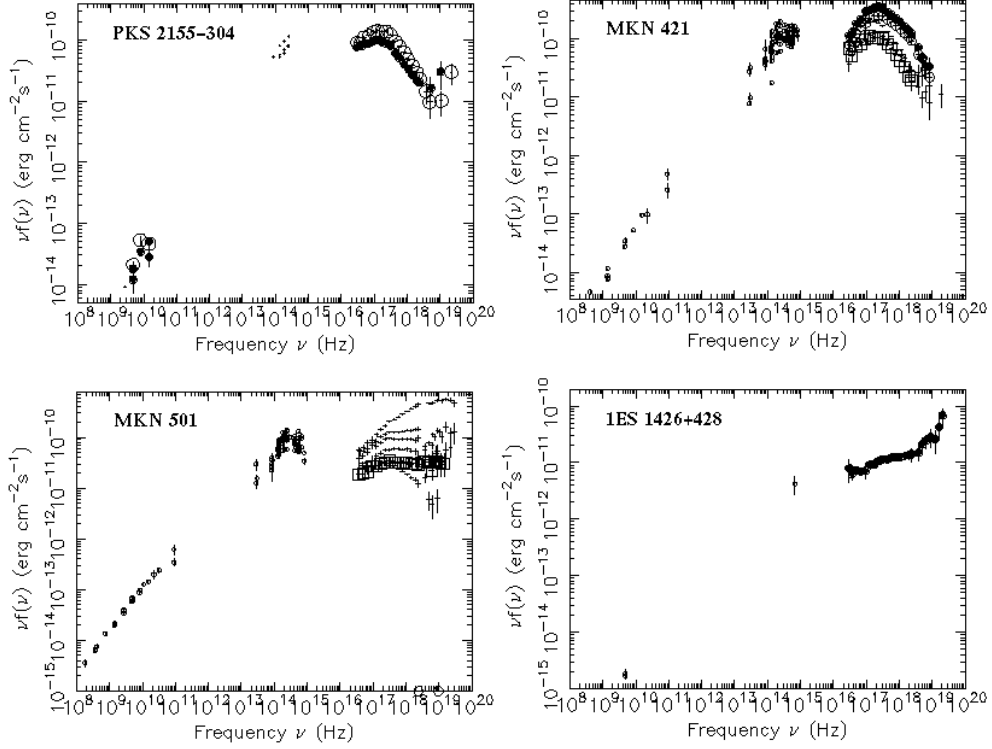 PKS 2155-304
νf(ν) (erg cm⁻²s⁻¹)
10⁻¹⁰
10⁻¹¹
10⁻¹²
10⁻¹³
10⁻¹⁴
10⁸ 10⁹ 10¹⁰ 10¹¹ 10¹² 10¹³ 10¹⁴ 10¹⁵ 10¹⁶ 10¹⁷ 10¹⁸ 10¹⁹ 10²⁰
Frequency ν (Hz)
MKN 421
νf(ν) (erg cm⁻²s⁻¹)
10⁻¹⁰
10⁻¹¹
10⁻¹²
10⁻¹³
10⁻¹⁴
10⁸ 10⁹ 10¹⁰ 10¹¹ 10¹² 10¹³ 10¹⁴ 10¹⁵ 10¹⁶ 10¹⁷ 10¹⁸ 10¹⁹ 10²⁰
Frequency ν (Hz)
MKN 501
νf(ν) (erg cm⁻²s⁻¹)
10⁻¹⁰
10⁻¹¹
10⁻¹²
10⁻¹³
10⁻¹⁴
10⁻¹⁵
10⁸ 10⁹ 10¹⁰ 10¹¹ 10¹² 10¹³ 10¹⁴ 10¹⁵ 10¹⁶ 10¹⁷ 10¹⁸ 10¹⁹ 10²⁰
Frequency ν (Hz)
1ES 1426+428
νf(ν) (erg cm⁻²s⁻¹)
10⁻¹⁰
10⁻¹¹
10⁻¹²
10⁻¹³
10⁻¹⁴
10⁻¹⁵
10⁸ 10⁹ 10¹⁰ 10¹¹ 10¹² 10¹³ 10¹⁴ 10¹⁵ 10¹⁶ 10¹⁷ 10¹⁸ 10¹⁹ 10²⁰
Frequency ν (Hz)